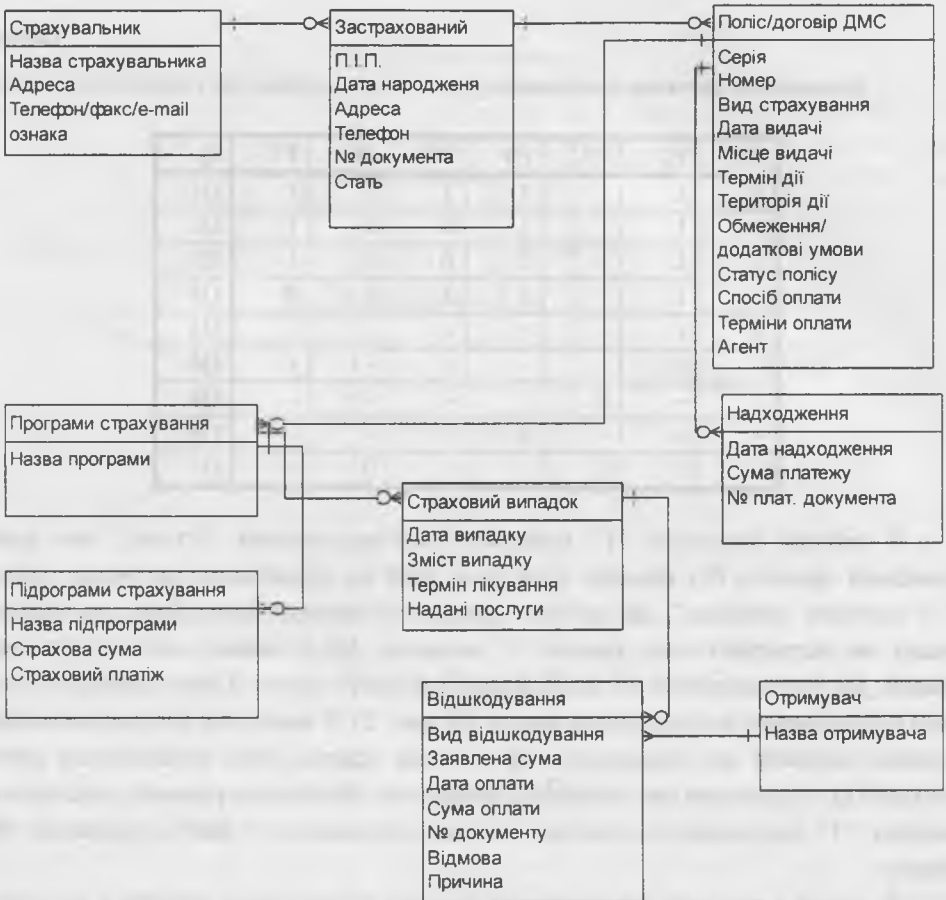 Страхувальник
Назва страхувальника
Адреса
Телефон/факс/e-mail
ознака
Застрахований
П.І.П.
Дата народженя
Адреса
Телефон
№ документа
Стать
Поліс/договір ДМС
Серія
Номер
Вид страхування
Дата видачі
Місце видачі
Термін дії
Територія дії
Обмеження/
додаткові умови
Статус полісу
Спосіб оплати
Терміни оплати
Агент
Програми страхування
Назва програми
Надходження
Дата надходження
Сума платежу
№ плат. документа
Страховий випадок
Дата випадку
Зміст випадку
Термін лікування
Надані послуги
Підрограми страхування
Назва підпрограми
Страхова сума
Страховий платіж
Відшкодування
Вид відшкодування
Заявлена сума
Дата оплати
Сума оплати
№ документу
Відмова
Причина
Отримувач
Назва отримувача